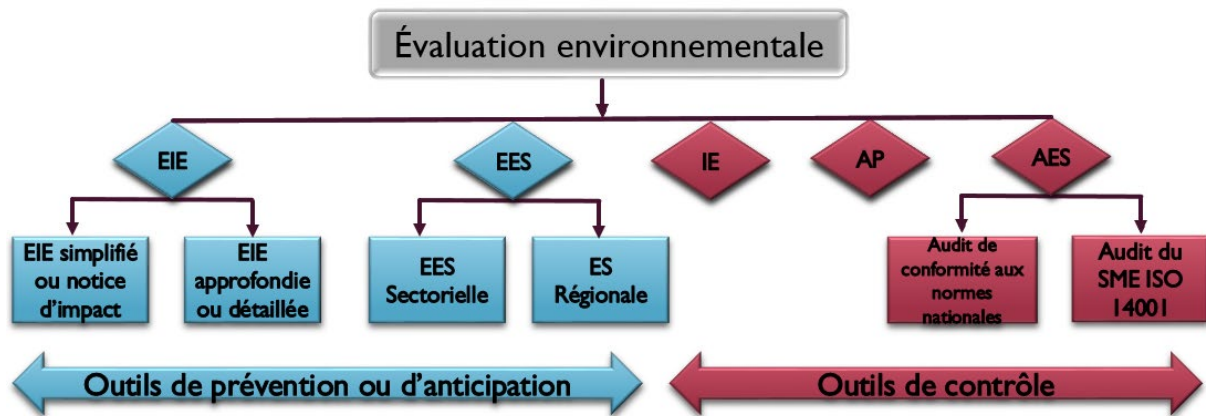 Évaluation environnementale
EIE
EES
IE
AP
AES
EIE simplifié
ou notice
d'impact
EIE
approfondie
ou détaillée
EES
Sectorielle
ES
Régionale
Audit de
conformité aux
normes
nationales
Audit du
SME ISO
14001
Outils de prévention ou d'anticipation
Outils de contrôle